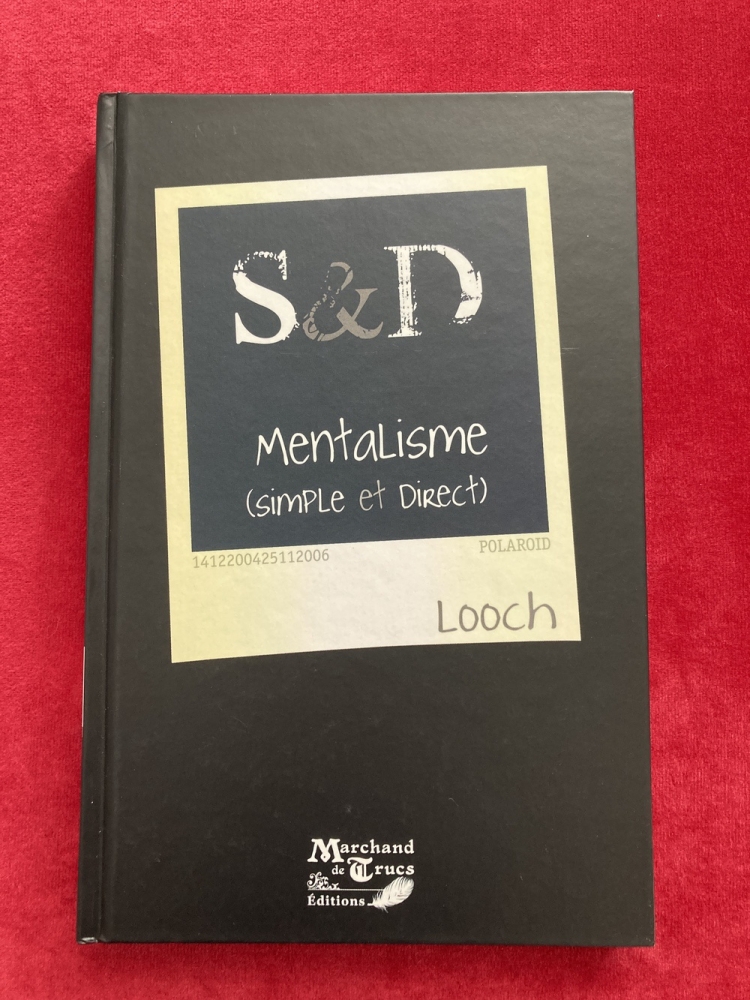 S&D
Mentalisme
(simple et direct)
1412200425112006 POLAROID
Looch
Marchand
de Trucs
Éditions